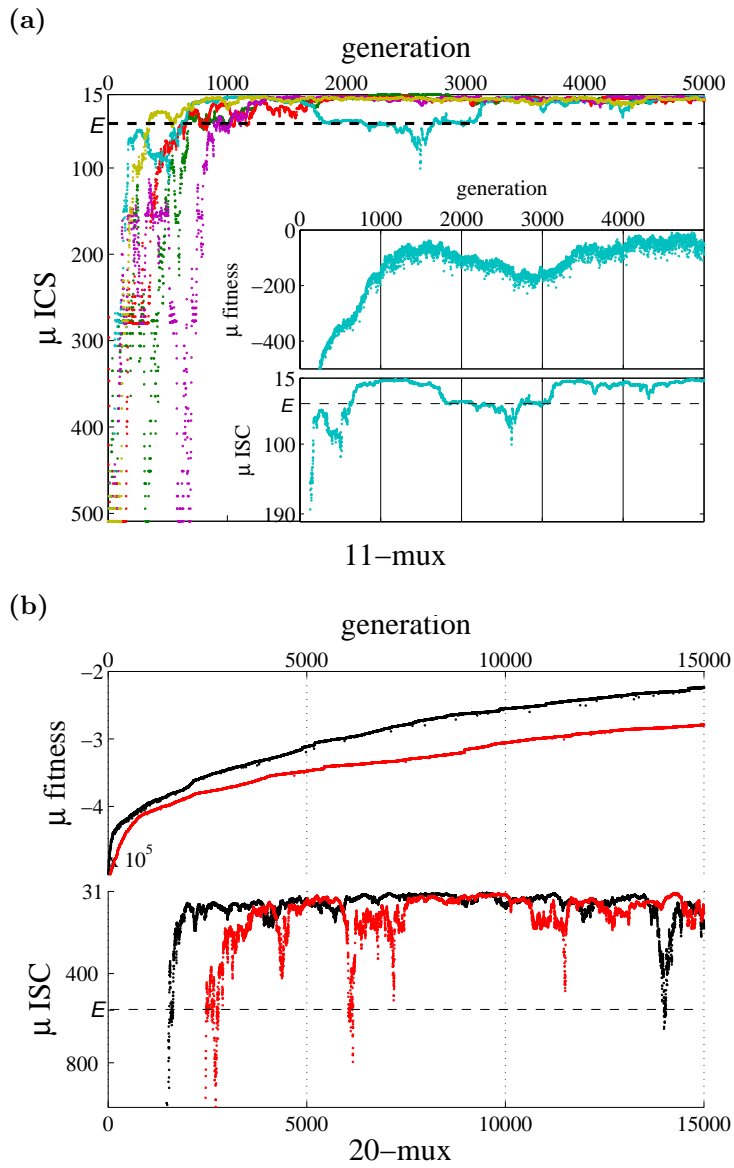 (a)
generation
0 1000 2000 3000 4000 5000
15
E
100
200
300
400
500
μ ICS
generation
0 1000 2000 3000 4000
0
−200
−400
μ fitness
15
E
100
190
μ ISC
11−mux
(b)
generation
0 5000 10000 15000
−2
−3
−4
x 10^5
μ fitness
31
400
E
800
μ ISC
0 5000 10000 15000
20−mux